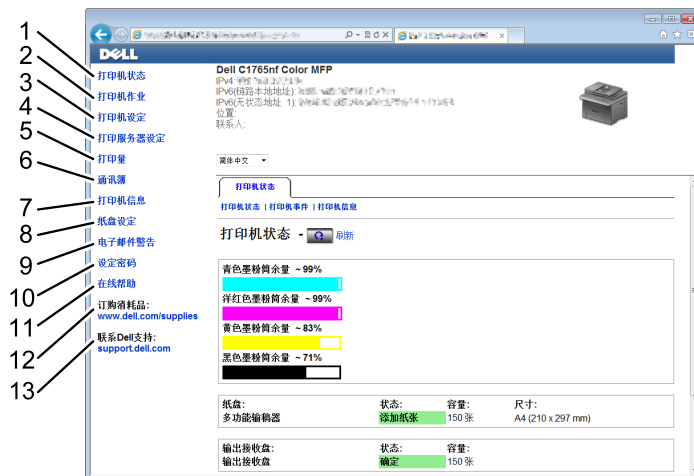 1
2
3
4
5
6
7
8
9
10
11
12
13
DELL
打印机状态
打印机作业
打印机设定
打印服务器设定
打印量
通讯簿
打印机信息
纸盘设定
电子邮件警告
设定密码
在线帮助
订购消耗品:
www.dell.com/supplies
联系Dell支持:
support.dell.com
Dell C1765nf Color MFP
IPv4:
IPv6(链路本地地址):
IPv6(无状态地址 1):
位置:
联系人:
简体中文
打印机状态
打印机状态 | 打印机事件 | 打印机信息
打印机状态 - 刷新
青色墨粉筒余量 ~ 99%
洋红色墨粉筒余量 ~ 99%
黄色墨粉筒余量 ~ 83%
黑色墨粉筒余量 ~ 71%
纸盘: 状态: 容量: 尺寸:
多功能输稿器 添加纸张 150 张 A4 (210 x 297 mm)
输出接收盘: 状态: 容量:
输出接收盘 确定 150 张